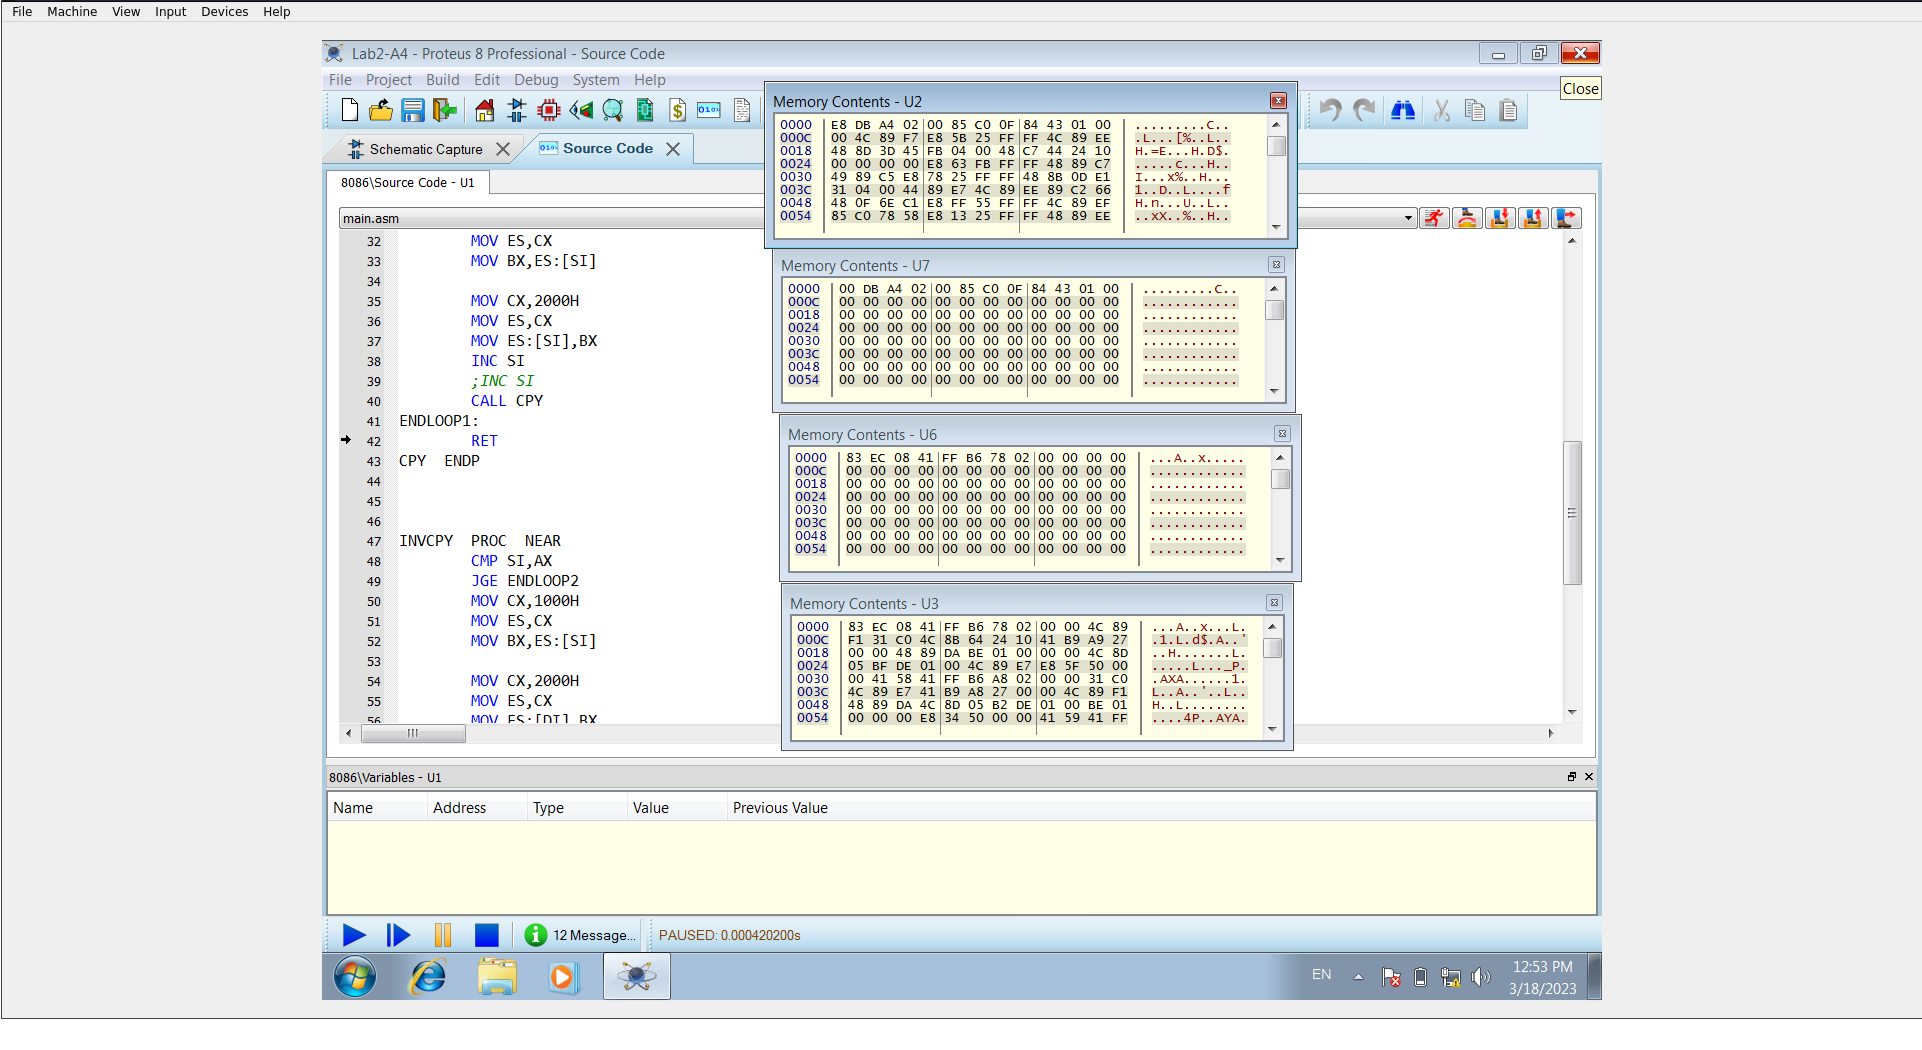 File Machine View Input Devices Help
Lab2-A4 - Proteus 8 Professional - Source Code
Close
File Project Build Edit Debug System Help
Schematic Capture
Source Code
8086\Source Code - U1
main.asm
32 MOV ES,CX
33 MOV BX,ES:[SI]
34
35 MOV CX,2000H
36 MOV ES,CX
37 MOV ES:[SI],BX
38 INC SI
39 ;INC SI
40 CALL CPY
41 ENDLOOP1:
42 RET
43 CPY ENDP
44
45
46
47 INVCPY PROC NEAR
48 CMP SI,AX
49 JGE ENDLOOP2
50 MOV CX,1000H
51 MOV ES,CX
52 MOV BX,ES:[SI]
53
54 MOV CX,2000H
55 MOV ES,CX
56 MOV ES:[DI],BX
Memory Contents - U2
0000 E8 DB A4 02 00 85 C0 0F 84 43 01 00 .........C..
000C 00 4C 89 F7 E8 5B 25 FF FF 4C 89 EE .L...[%..L..
0018 48 8D 3D 45 FB 04 00 48 C7 44 24 10 H.=E...H.D$.
0024 00 00 00 00 E8 63 FB FF FF 48 89 C7 .....c...H..
0030 49 89 C5 E8 78 25 FF FF 48 8B 0D E1 I...x%..H...
003C 31 04 00 44 89 E7 4C 89 EE 89 C2 66 1..D..L....f
0048 48 0F 6E C1 E8 FF 55 FF FF 4C 89 EF H.n...U..L..
0054 85 C0 78 58 E8 13 25 FF FF 48 89 EE ..xX..%..H..
Memory Contents - U7
0000 00 DB A4 02 00 85 C0 0F 84 43 01 00 .........C..
000C 00 00 00 00 00 00 00 00 00 00 00 00 ............
0018 00 00 00 00 00 00 00 00 00 00 00 00 ............
0024 00 00 00 00 00 00 00 00 00 00 00 00 ............
0030 00 00 00 00 00 00 00 00 00 00 00 00 ............
003C 00 00 00 00 00 00 00 00 00 00 00 00 ............
0048 00 00 00 00 00 00 00 00 00 00 00 00 ............
0054 00 00 00 00 00 00 00 00 00 00 00 00 ............
Memory Contents - U6
0000 83 EC 08 41 FF B6 78 02 00 00 00 00 ...A..x.....
000C 00 00 00 00 00 00 00 00 00 00 00 00 ............
0018 00 00 00 00 00 00 00 00 00 00 00 00 ............
0024 00 00 00 00 00 00 00 00 00 00 00 00 ............
0030 00 00 00 00 00 00 00 00 00 00 00 00 ............
003C 00 00 00 00 00 00 00 00 00 00 00 00 ............
0048 00 00 00 00 00 00 00 00 00 00 00 00 ............
0054 00 00 00 00 00 00 00 00 00 00 00 00 ............
Memory Contents - U3
0000 83 EC 08 41 FF B6 78 02 00 00 4C 89 ...A..x...L.
000C F1 31 C0 4C 8B 64 24 10 41 B9 A9 27 .1.L.d$.A..'
0018 00 00 48 89 DA BE 01 00 00 00 4C 8D ..H.......L.
0024 05 BF DE 01 00 4C 89 E7 E8 5F 50 00 .....L..._P.
0030 00 41 58 41 FF B6 A8 02 00 00 31 C0 .AXA......1.
003C 4C 89 E7 41 B9 A8 27 00 00 4C 89 F1 L..A..'..L..
0048 48 89 DA 4C 8D 05 B2 DE 01 00 BE 01 H..L........
0054 00 00 00 E8 34 50 00 00 41 59 41 FF ....4P..AYA.
8086\Variables - U1
Name Address Type Value Previous Value
12 Message... PAUSED: 0.000420200s
EN
12:53 PM
3/18/2023